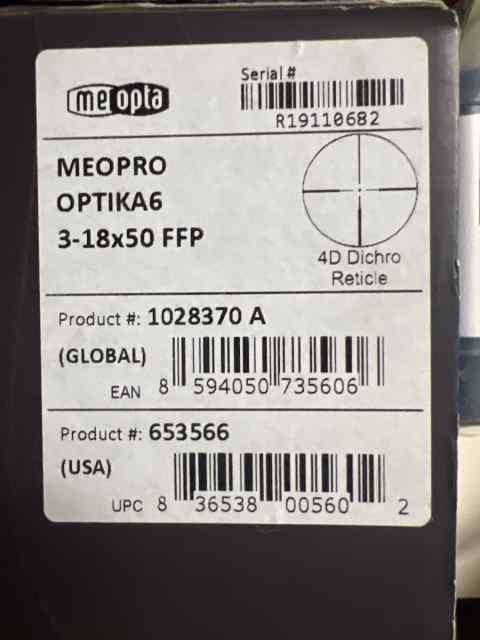 meopta
Serial #
R19110682
MEOPRO
OPTIKA6
3-18x50 FFP
4D Dichro
Reticle
Product #: 1028370 A
(GLOBAL)
EAN 8 594050 735606
Product #: 653566
(USA)
UPC 8 36538 00560 2